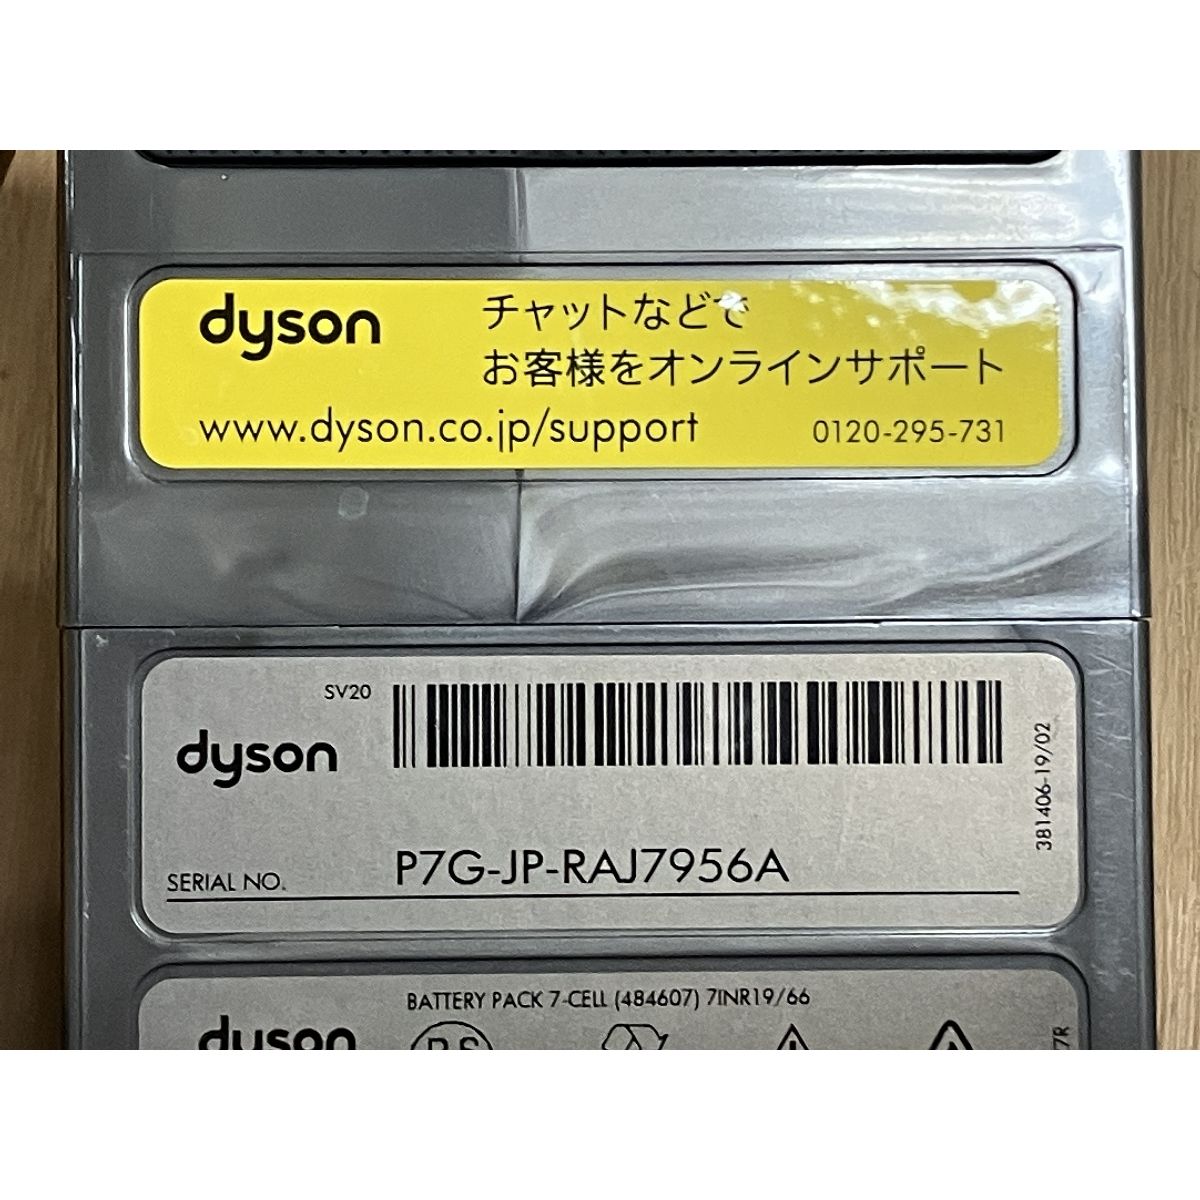 dyson
チャットなどで
お客様をオンラインサポート
www.dyson.co.jp/support
0120-295-731
SV20
dyson
381406-19/02
SERIAL NO.
P7G-JP-RAJ7956A
BATTERY PACK 7-CELL (484607) 7INR19/66
dyson